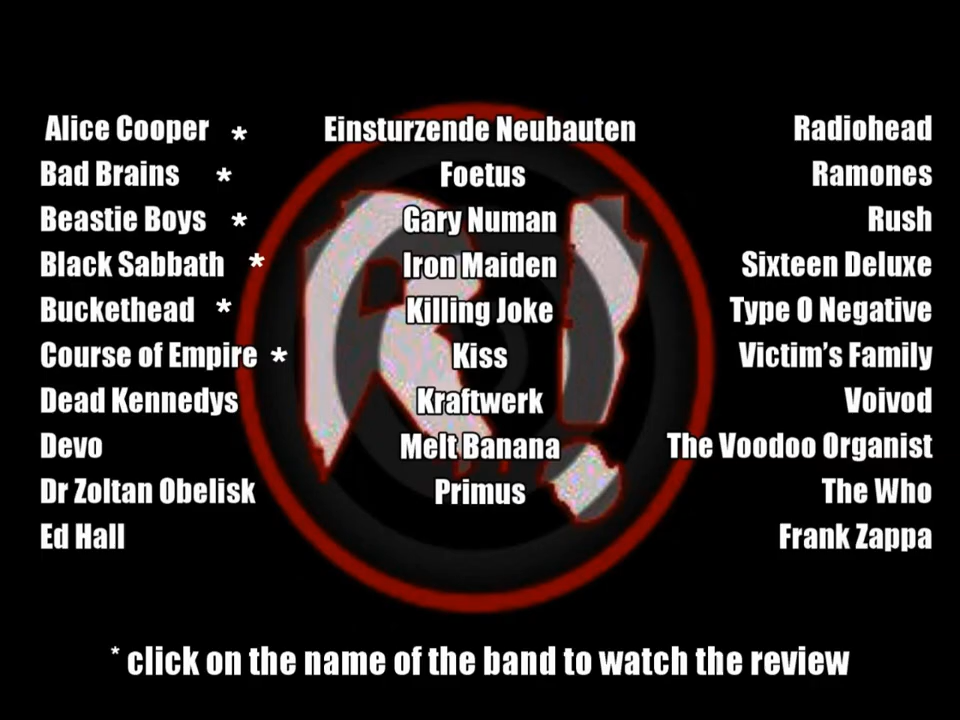 Alice Cooper *
Bad Brains *
Beastie Boys *
Black Sabbath *
Buckethead *
Course of Empire *
Dead Kennedys
Devo
Dr Zoltan Obelisk
Ed Hall
Einsturzende Neubauten
Foetus
Gary Numan
Iron Maiden
Killing Joke
Kiss
Kraftwerk
Melt Banana
Primus
Radiohead
Ramones
Rush
Sixteen Deluxe
Type O Negative
Victim's Family
Voivod
The Voodoo Organist
The Who
Frank Zappa
R!
* click on the name of the band to watch the review